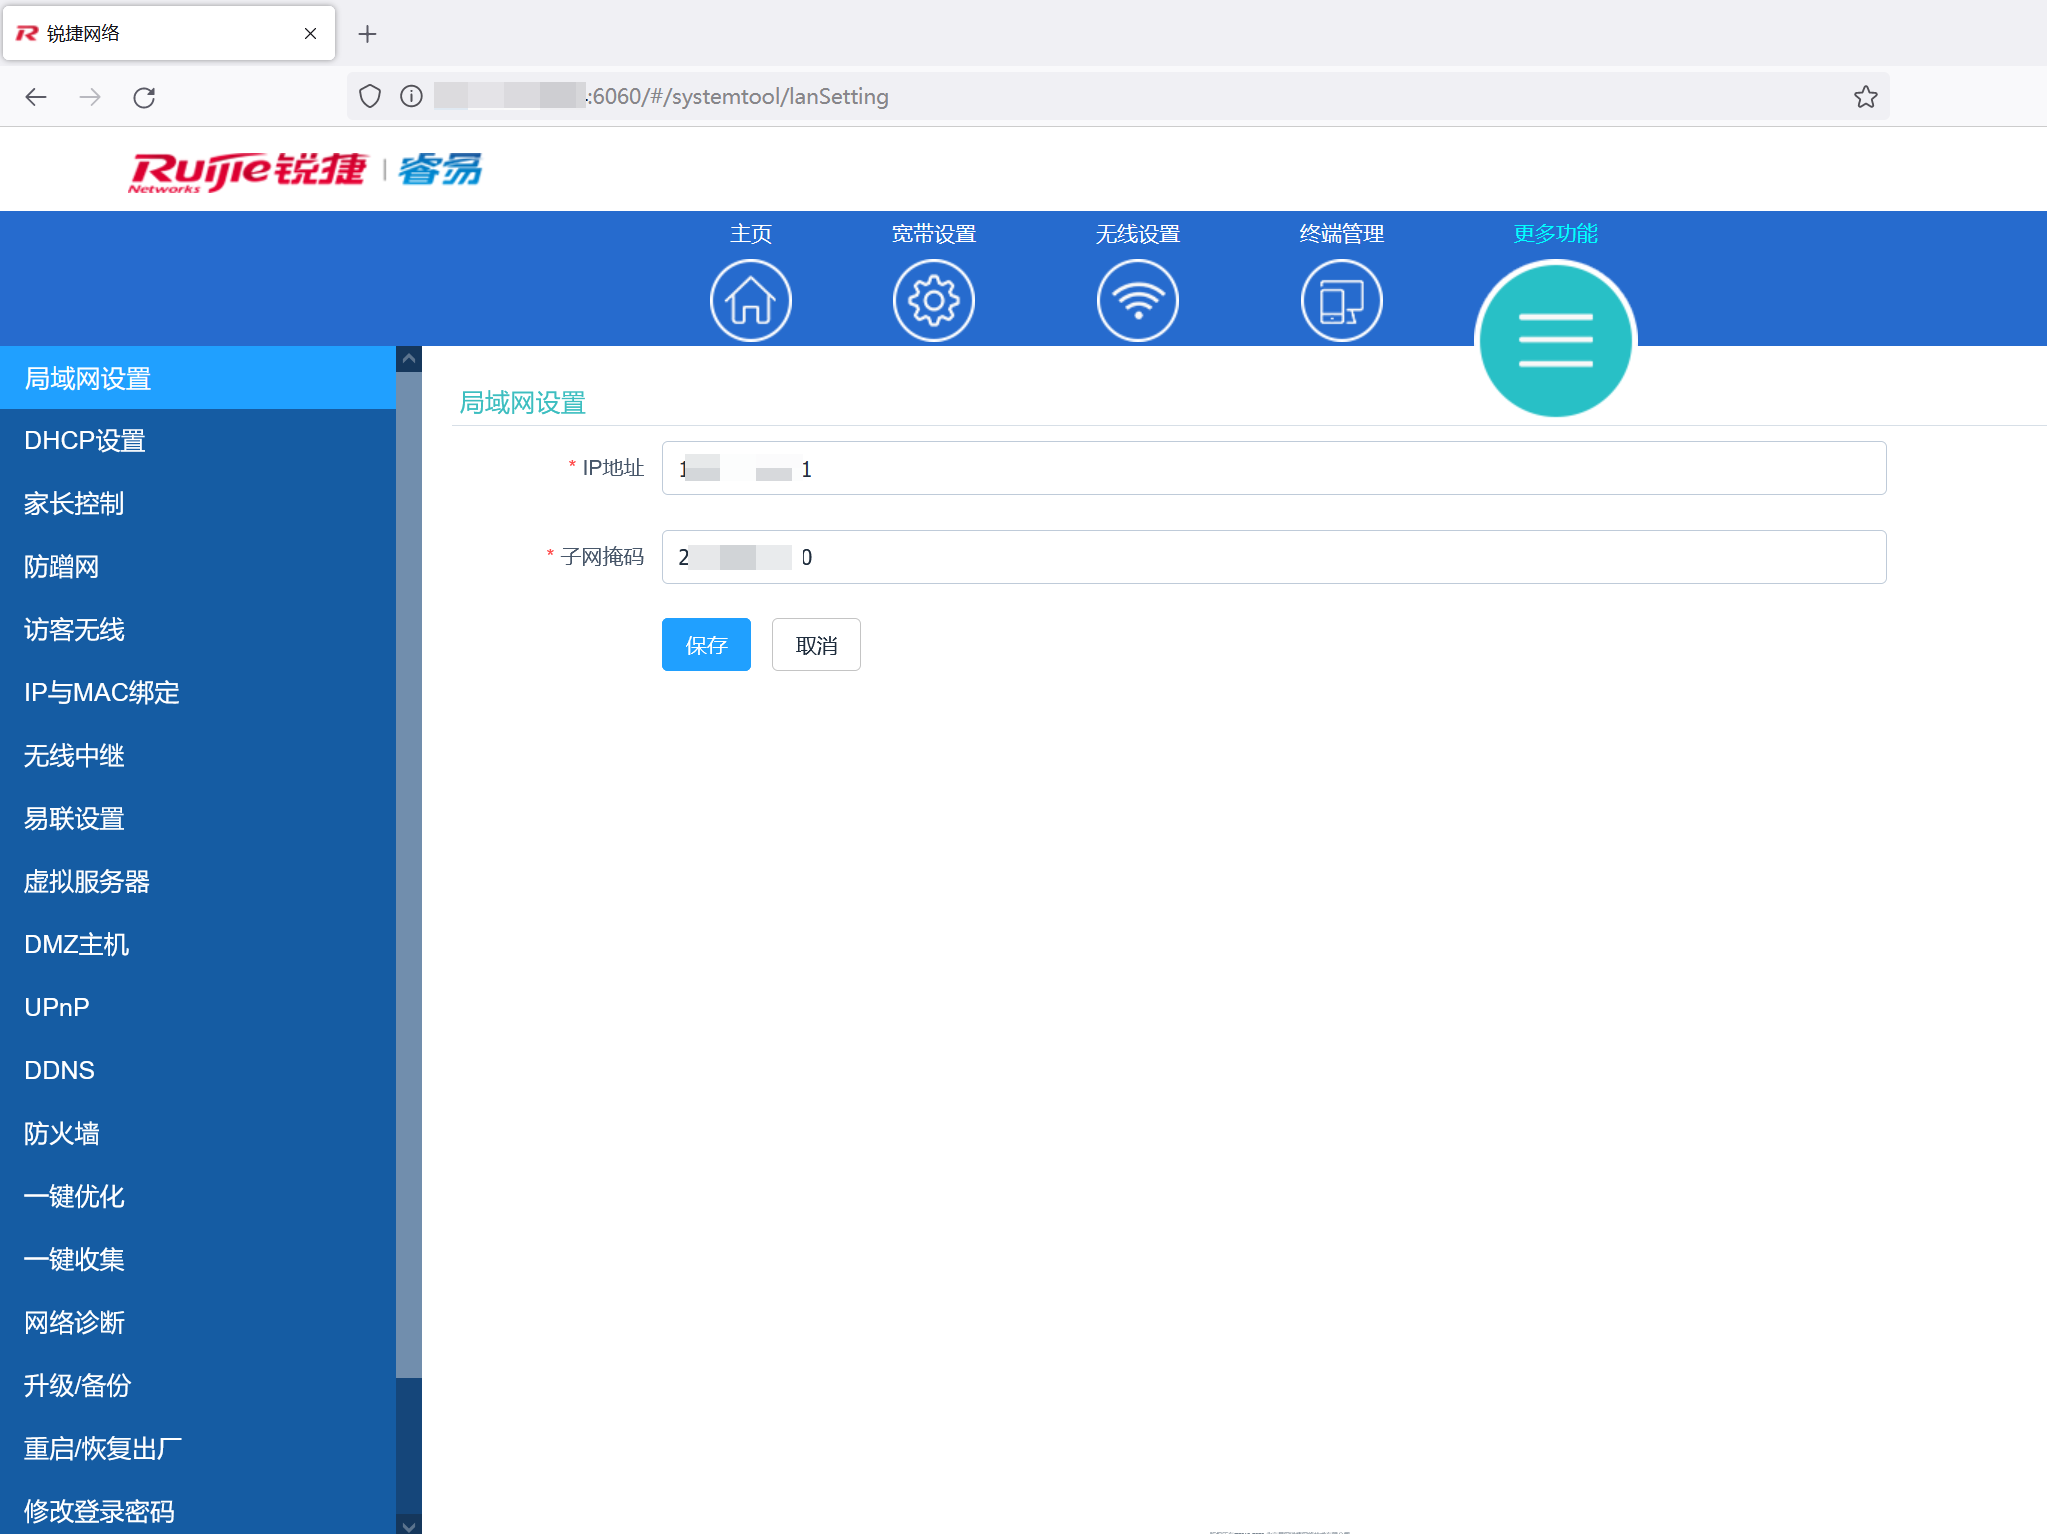 锐捷网络
:6060/#/systemtool/lanSetting
Ruijie锐捷 | 睿易
Networks
主页 宽带设置 无线设置 终端管理 更多功能
局域网设置
DHCP设置
家长控制
防蹭网
访客无线
IP与MAC绑定
无线中继
易联设置
虚拟服务器
DMZ主机
UPnP
DDNS
防火墙
一键优化
一键收集
网络诊断
升级/备份
重启/恢复出厂
修改登录密码
局域网设置
* IP地址 1 1
* 子网掩码 2 0
保存 取消